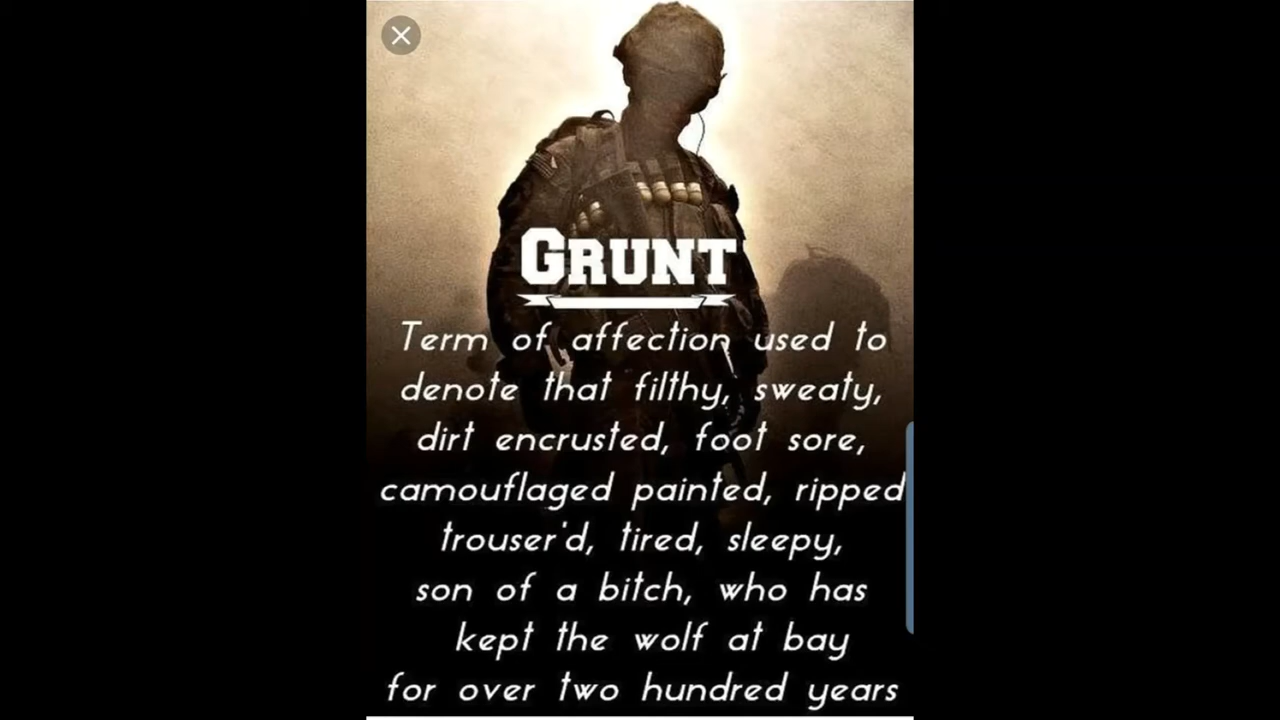 GRUNT
Term of affection used to
denote that filthy, sweaty,
dirt encrusted, foot sore,
camouflaged painted, ripped
trouser'd, tired, sleepy,
son of a bitch, who has
kept the wolf at bay
for over two hundred years